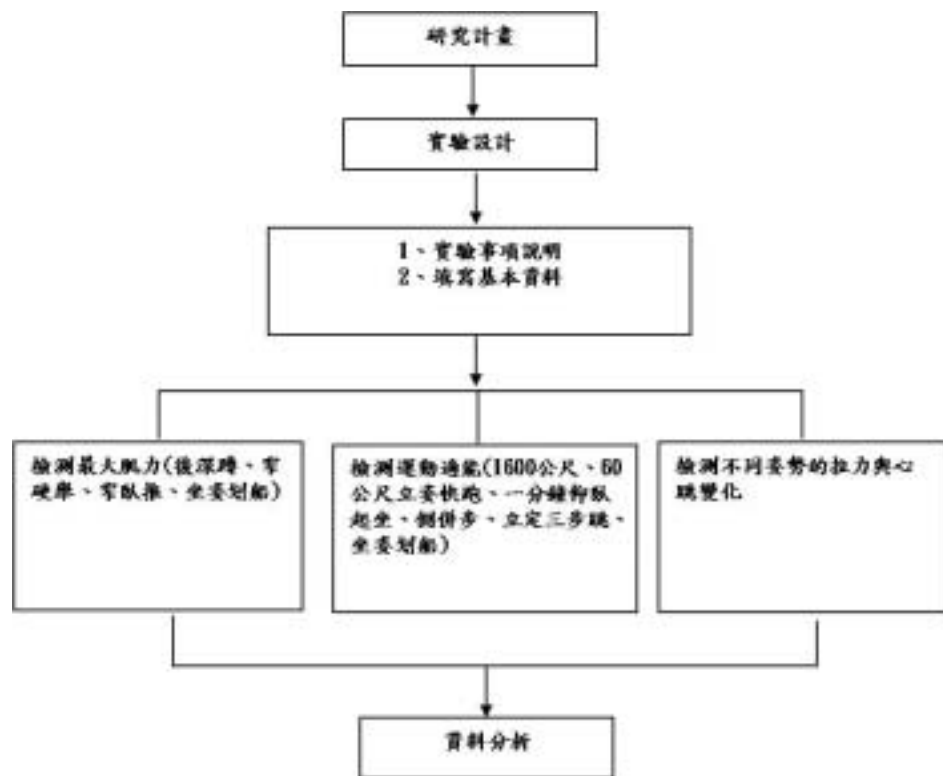 研究計畫
實驗設計
1、實驗事項說明
2、填寫基本資料
檢測最大肌力(後深蹲、窄
硬舉、窄臥推、坐姿划船)
檢測運動適能(1600公尺、60
公尺立姿快跑、一分鐘仰臥
起坐、側併步、立定三步跳、
坐姿划船)
檢測不同姿勢的拉力與心
跳變化
資料分析